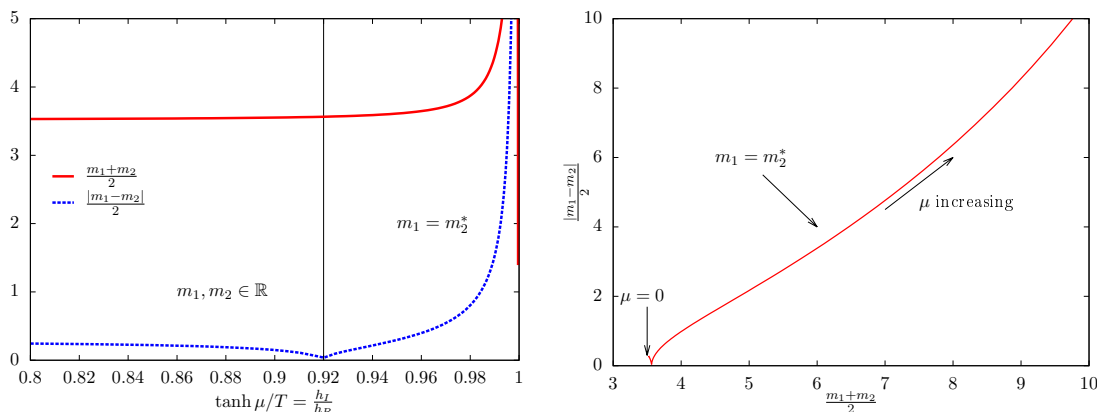 5
4
3
2
1
0
0.8 0.82 0.84 0.86 0.88 0.9 0.92 0.94 0.96 0.98 1
tanh μ/T = h_L/h_R
(m₁+m₂)/2
|m₁−m₂|/2
m₁ = m₂*
m₁, m₂ ∈ ℝ
10
8
6
4
2
0
3 4 5 6 7 8 9 10
(m₁+m₂)/2
|m₁−m₂|/2
m₁ = m₂*
μ increasing
μ = 0